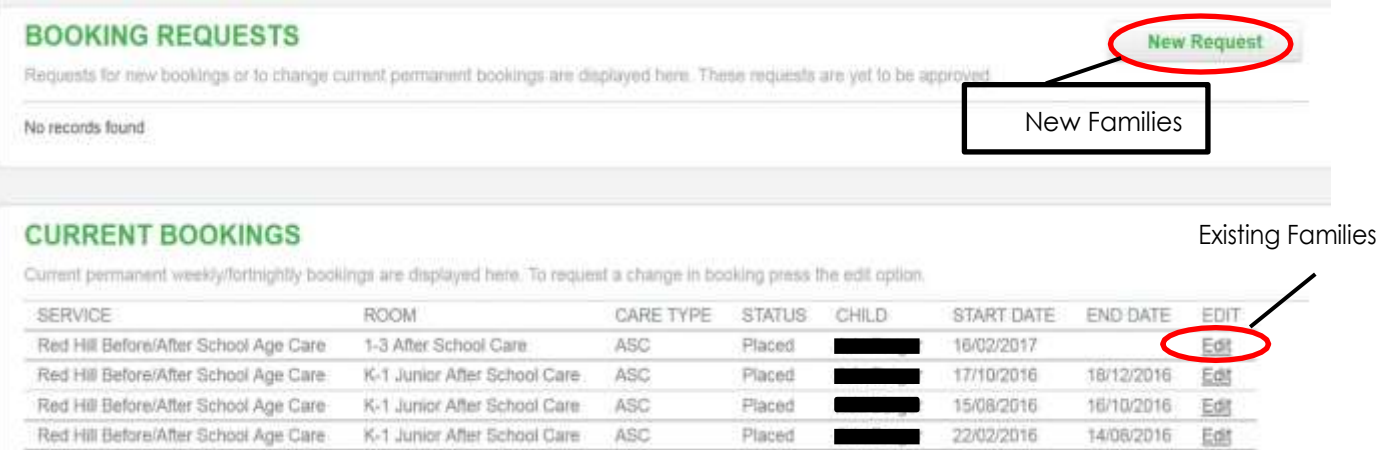 BOOKING REQUESTS
New Request
Requests for new bookings or to change current permanent bookings are displayed here. These requests are yet to be approved.
New Families
No records found
CURRENT BOOKINGS
Existing Families
Current permanent weekly/fortnightly bookings are displayed here. To request a change in booking press the edit option.
SERVICE ROOM CARE TYPE STATUS CHILD START DATE END DATE EDIT
Red Hill Before/After School Age Care 1-3 After School Care ASC Placed 16/02/2017 Edit
Red Hill Before/After School Age Care K-1 Junior After School Care ASC Placed 17/10/2016 18/12/2016 Edit
Red Hill Before/After School Age Care K-1 Junior After School Care ASC Placed 15/08/2016 16/10/2016 Edit
Red Hill Before/After School Age Care K-1 Junior After School Care ASC Placed 22/02/2016 14/08/2016 Edit